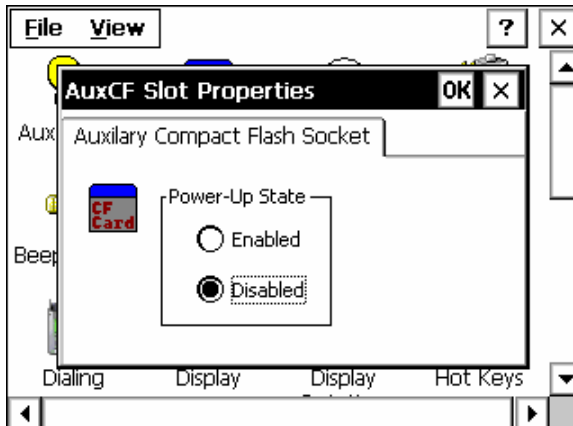 File View ? ×
AuxCF Slot Properties OK ×
Aux
Auxilary Compact Flash Socket
CF
Card
Power-Up State
Enabled
Disabled
Beep
Dialing Display Display Hot Keys